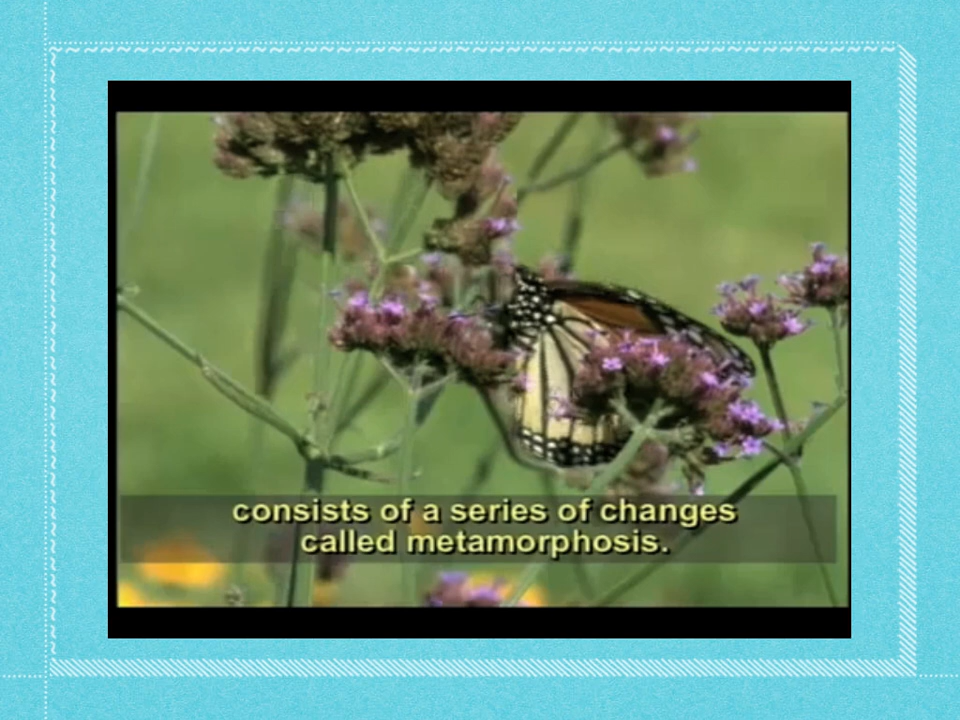 consists of a series of changes
called metamorphosis.